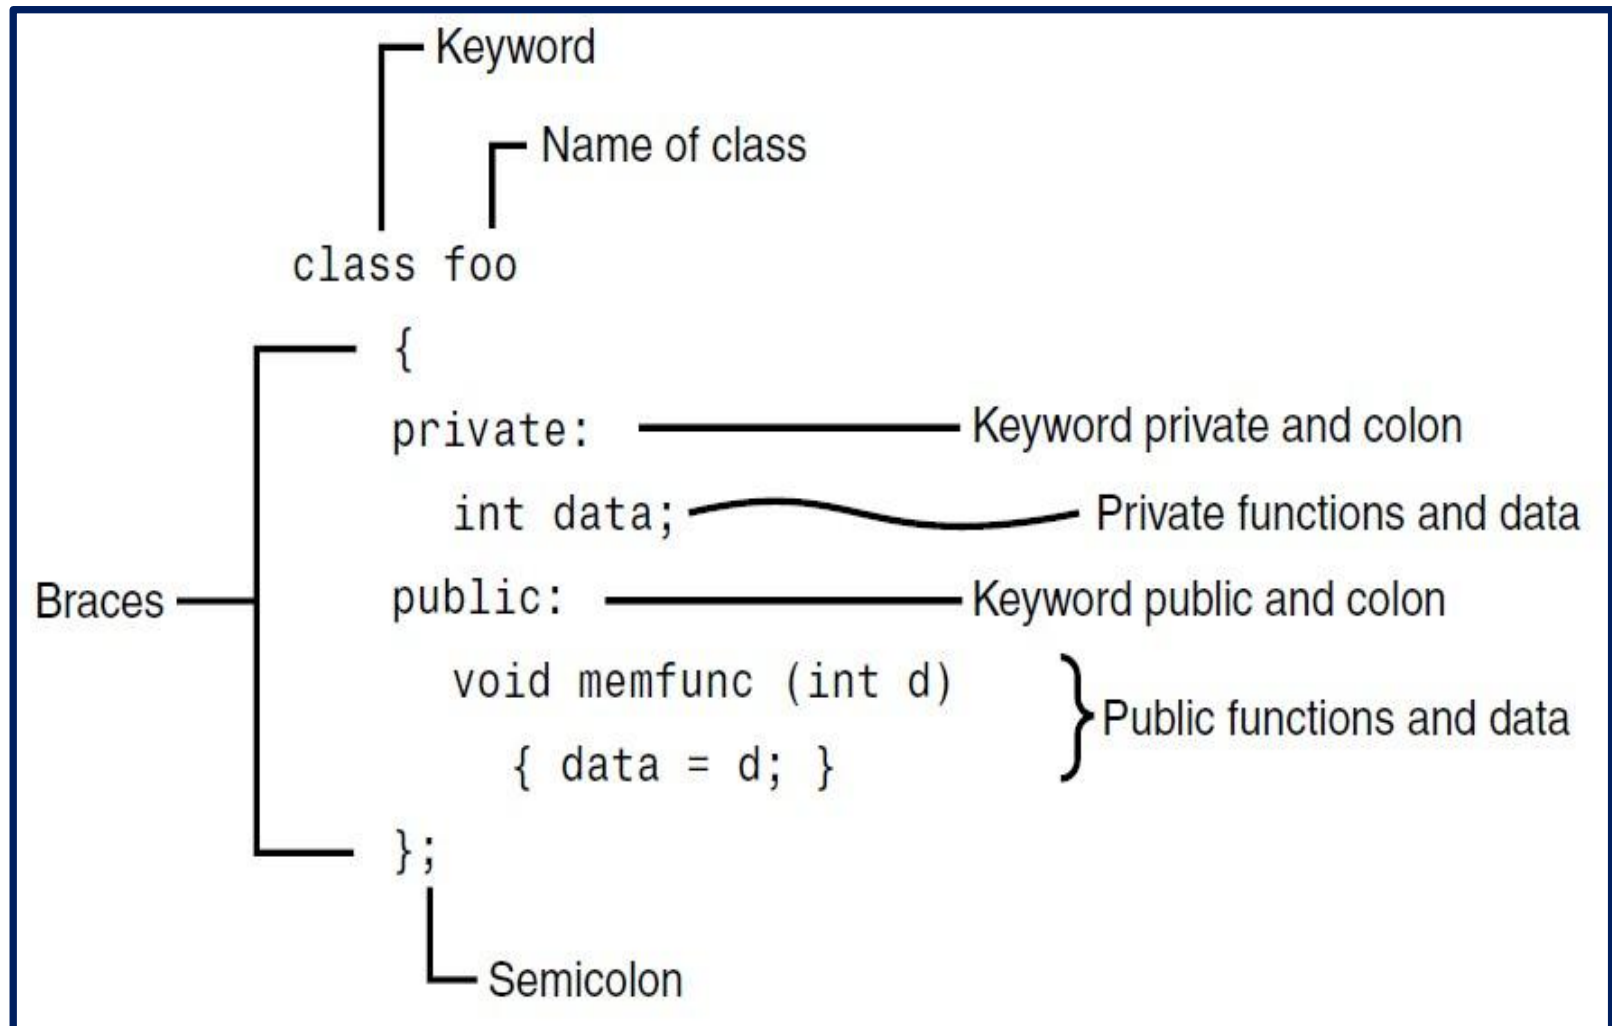 Keyword
Name of class
class foo
{
private:
Keyword private and colon
int data;
Private functions and data
Braces
public:
Keyword public and colon
void memfunc (int d)
Public functions and data
{ data = d; }
};
Semicolon